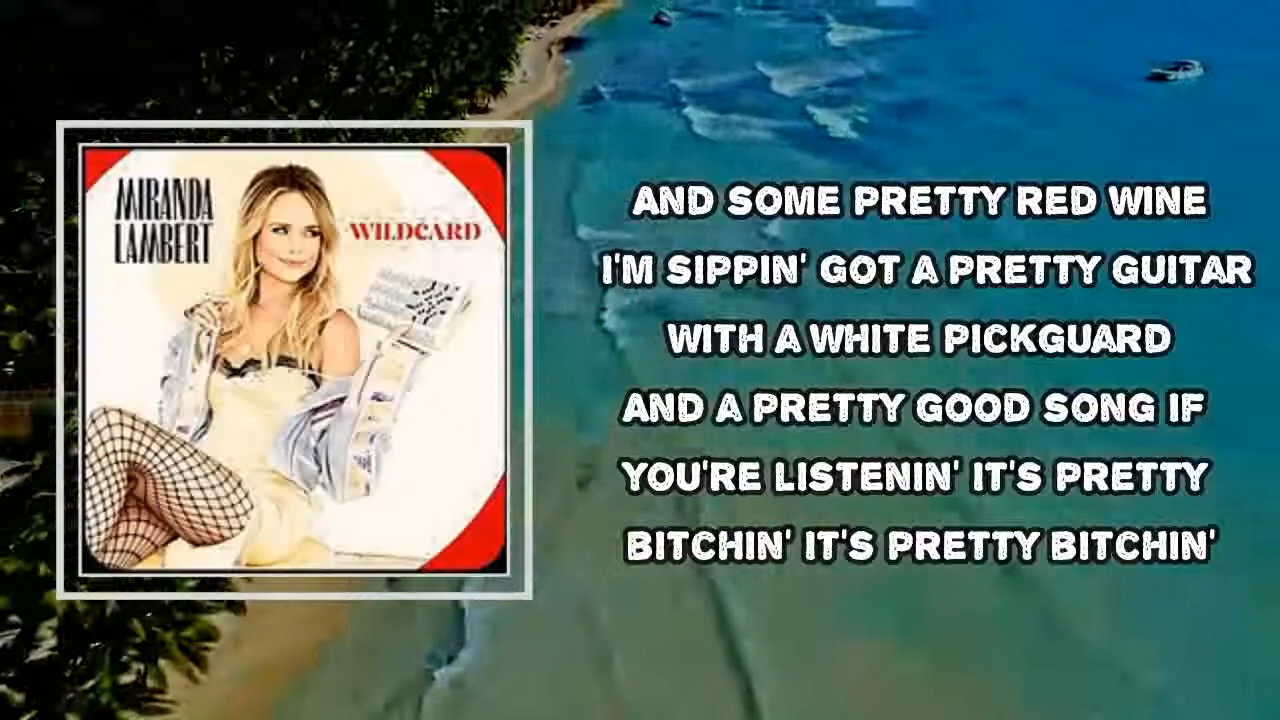 MIRANDA
LAMBERT
WILDCARD
AND SOME PRETTY RED WINE
I'M SIPPIN' GOT A PRETTY GUITAR
WITH A WHITE PICKGUARD
AND A PRETTY GOOD SONG IF
YOU'RE LISTENIN' IT'S PRETTY
BITCHIN' IT'S PRETTY BITCHIN'